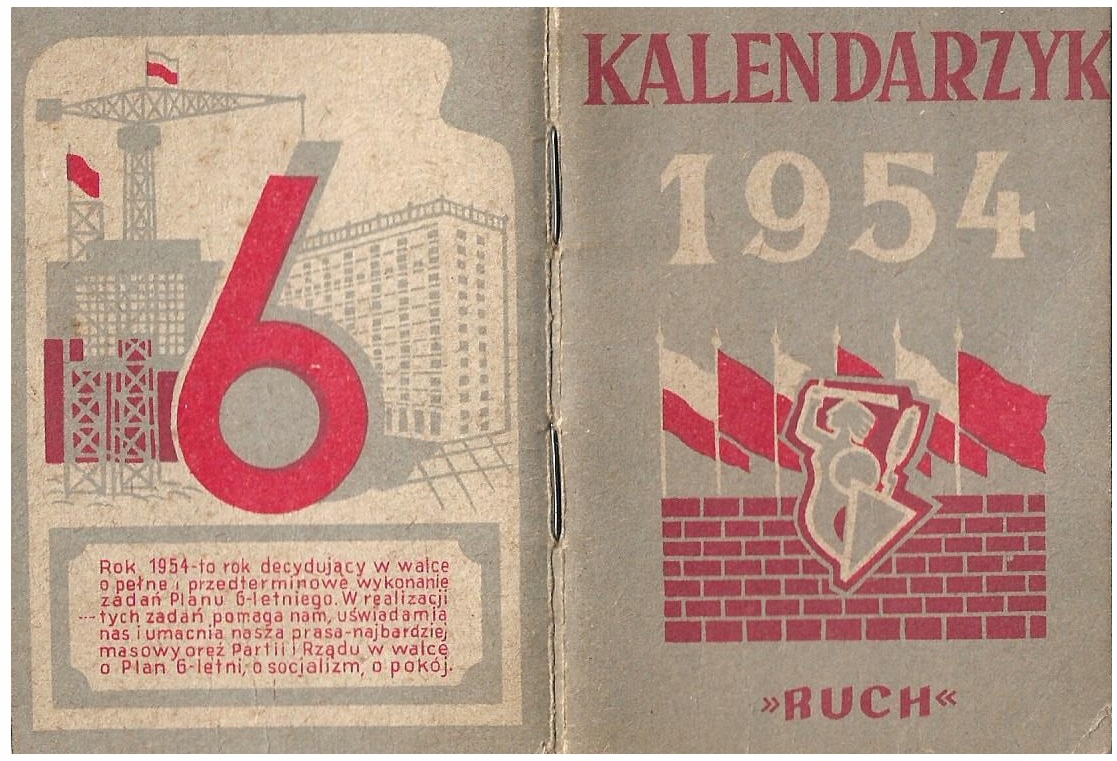 6
Rok 1954-to rok decydujący w walce
o pełne i przedterminowe wykonanie
zadań Planu 6-letniego. W realizacji
tych zadań pomaga nam, uświadamia
nas i umacnia nasza prasa-najbardziej
masowy oręż Partii i Rządu w walce
o Plan 6-letni, o socjalizm, o pokój.
KALENDARZYK
1954
»RUCH«